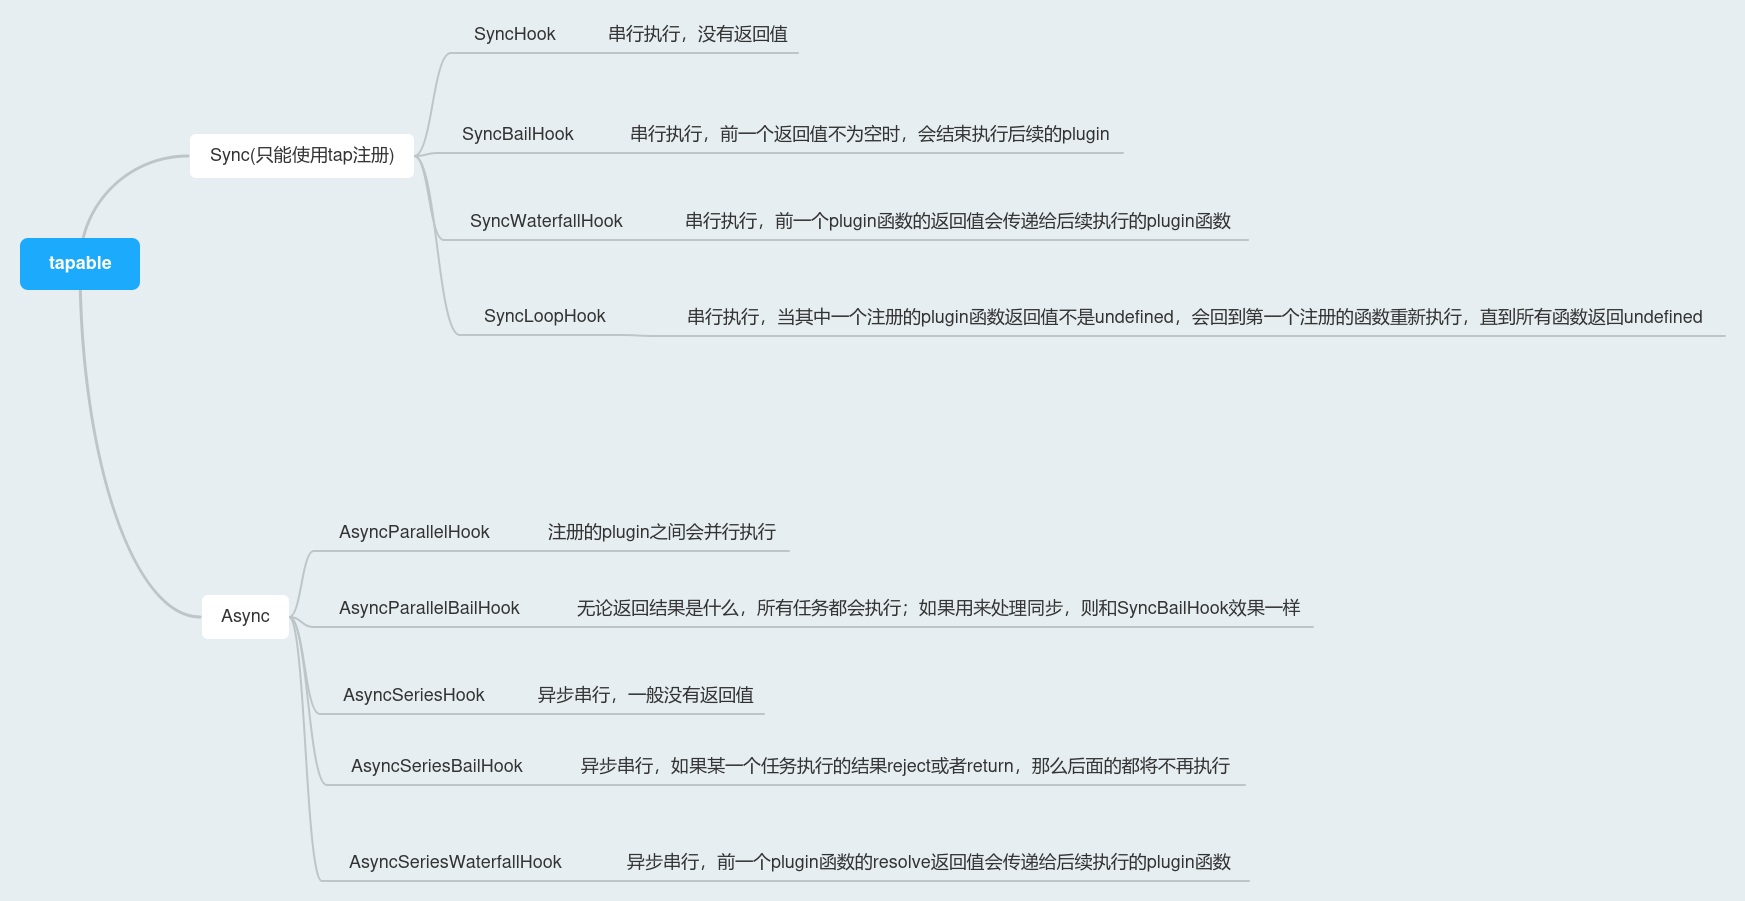 tapable
Sync(只能使用tap注册)
SyncHook 串行执行，没有返回值
SyncBailHook 串行执行，前一个返回值不为空时，会结束执行后续的plugin
SyncWaterfallHook 串行执行，前一个plugin函数的返回值会传递给后续执行的plugin函数
SyncLoopHook 串行执行，当其中一个注册的plugin函数返回值不是undefined，会回到第一个注册的函数重新执行，直到所有函数返回undefined
Async
AsyncParallelHook 注册的plugin之间会并行执行
AsyncParallelBailHook 无论返回结果是什么，所有任务都会执行；如果用来处理同步，则和SyncBailHook效果一样
AsyncSeriesHook 异步串行，一般没有返回值
AsyncSeriesBailHook 异步串行，如果某一个任务执行的结果reject或者return，那么后面的都将不再执行
AsyncSeriesWaterfallHook 异步串行，前一个plugin函数的resolve返回值会传递给后续执行的plugin函数